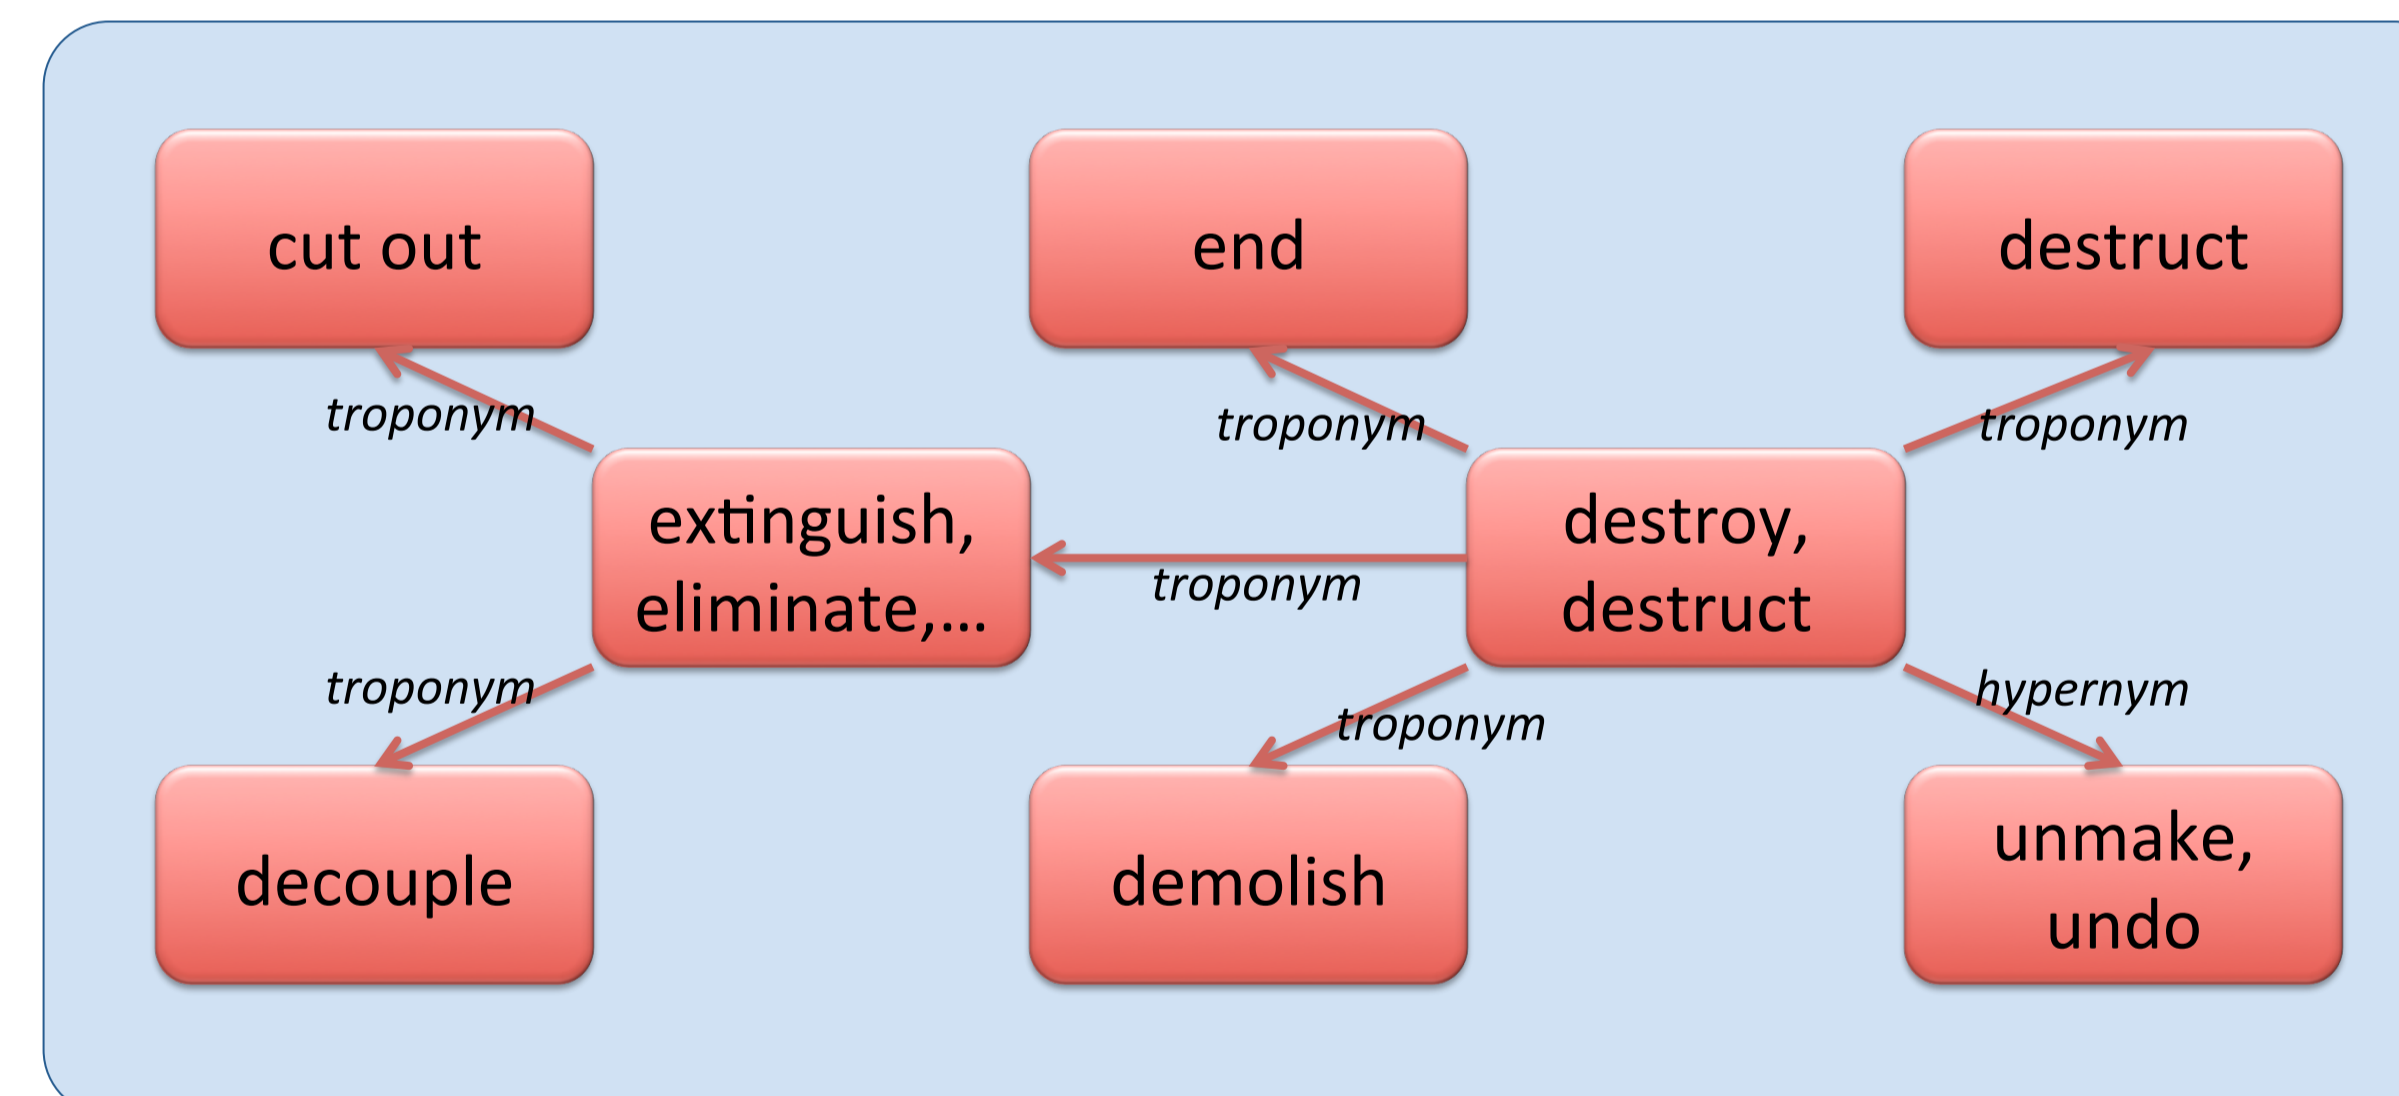 cut out
end
destruct
troponym
troponym
troponym
extinguish,
eliminate,...
destroy,
destruct
troponym
troponym
troponym
hypernym
decouple
demolish
unmake,
undo